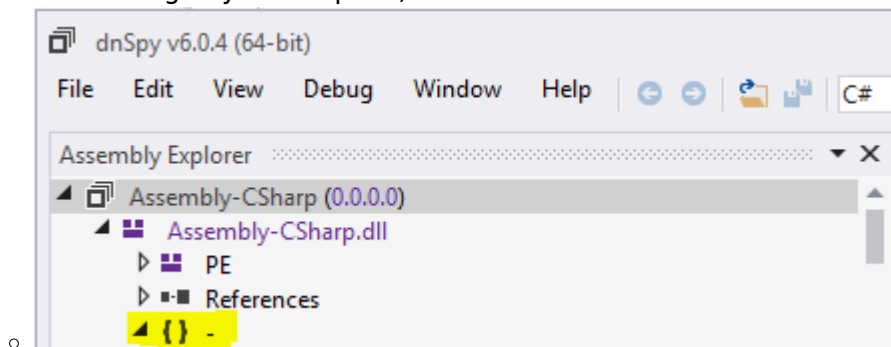 dnSpy v6.0.4 (64-bit)
File Edit View Debug Window Help C#
Assembly Explorer
Assembly-CSharp (0.0.0.0)
Assembly-CSharp.dll
PE
References
{ } -